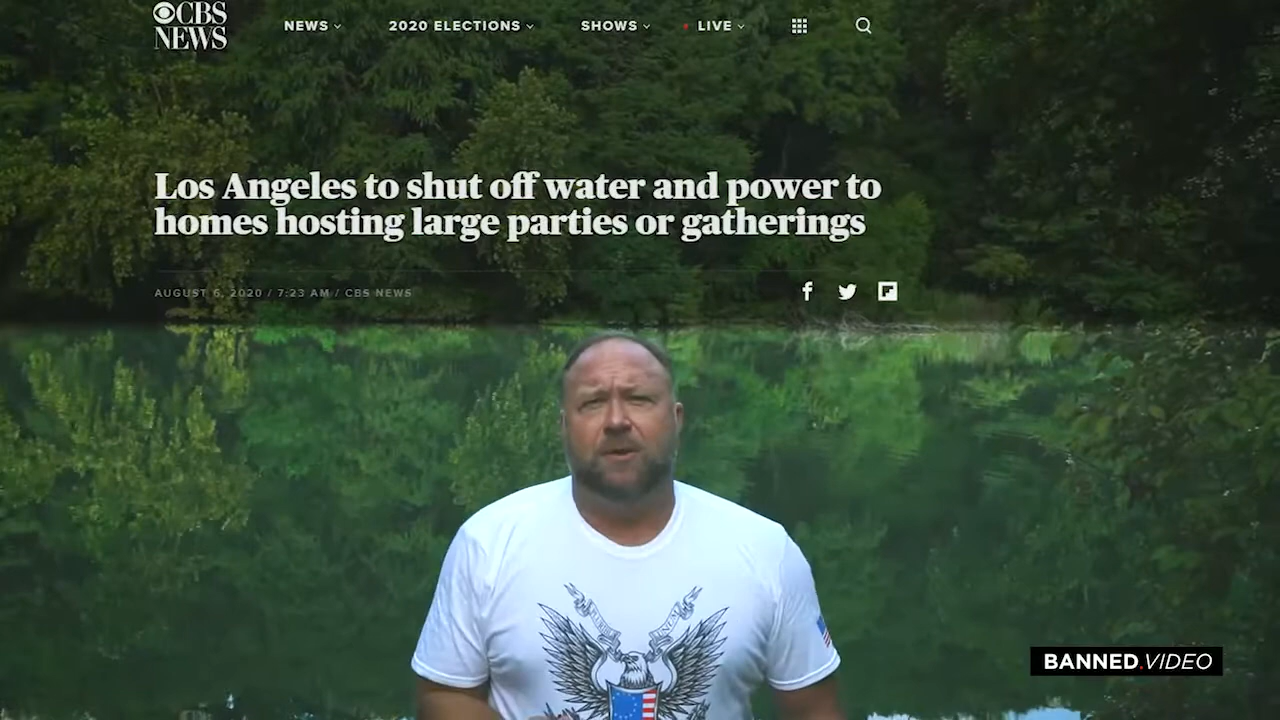 CBS NEWS
NEWS 2020 ELECTIONS SHOWS LIVE
Los Angeles to shut off water and power to
homes hosting large parties or gatherings
AUGUST 6, 2020 / 7:23 AM / CBS NEWS
BANNED.VIDEO